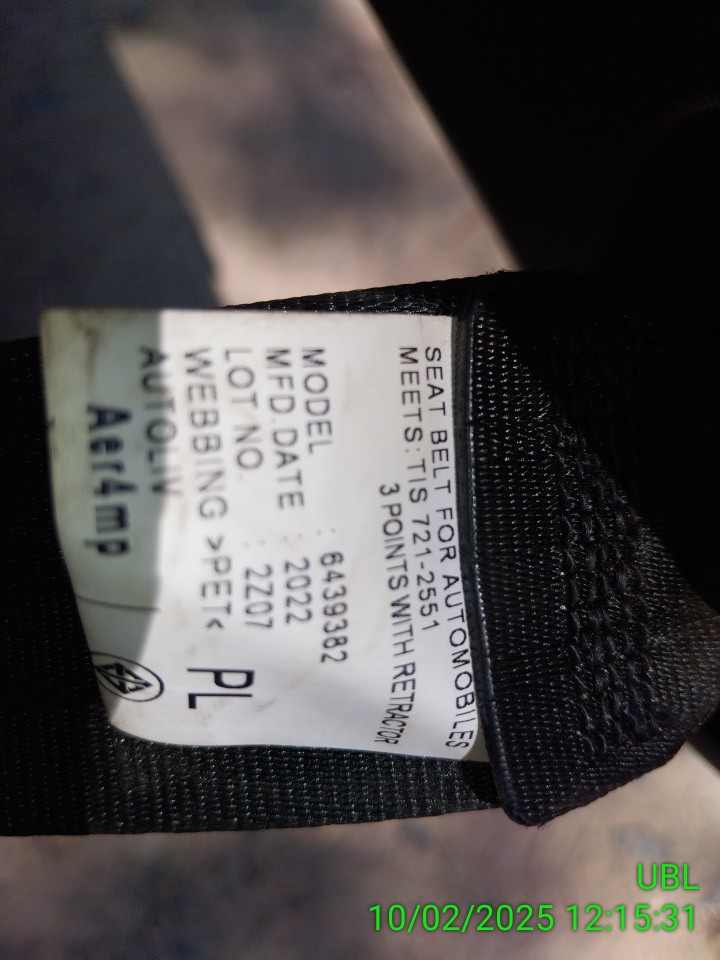 SEAT BELT FOR AUTOMOBILES
MEETS:TIS 721-2551
3 POINTS WITH RETRACTOR
MODEL : 6439382
MFD.DATE : 2022
LOT NO. : 2Z07
WEBBING >PET< PL
AUTOLIV
Aer4mp
UBL
10/02/2025 12:15:31